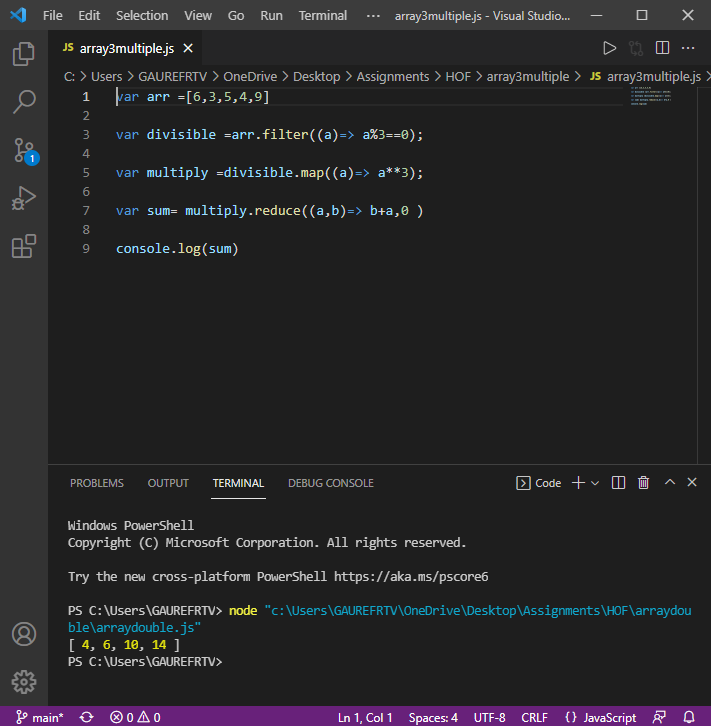 File Edit Selection View Go Run Terminal ··· array3multiple.js - Visual Studio...
JS array3multiple.js
C: > Users > GAUREFRTV > OneDrive > Desktop > Assignments > HOF > array3multiple > JS array3multiple.js >
1 var arr =[6,3,5,4,9]
2
3 var divisible =arr.filter((a)=> a%3==0);
4
5 var multiply =divisible.map((a)=> a**3);
6
7 var sum= multiply.reduce((a,b)=> b+a,0 )
8
9 console.log(sum)
1
PROBLEMS OUTPUT TERMINAL DEBUG CONSOLE Code
Windows PowerShell
Copyright (C) Microsoft Corporation. All rights reserved.
Try the new cross-platform PowerShell https://aka.ms/pscore6
PS C:\Users\GAUREFRTV> node "c:\Users\GAUREFRTV\OneDrive\Desktop\Assignments\HOF\arraydou
ble\arraydouble.js"
[ 4, 6, 10, 14 ]
PS C:\Users\GAUREFRTV>
main* 0 0 Ln 1, Col 1 Spaces: 4 UTF-8 CRLF {} JavaScript